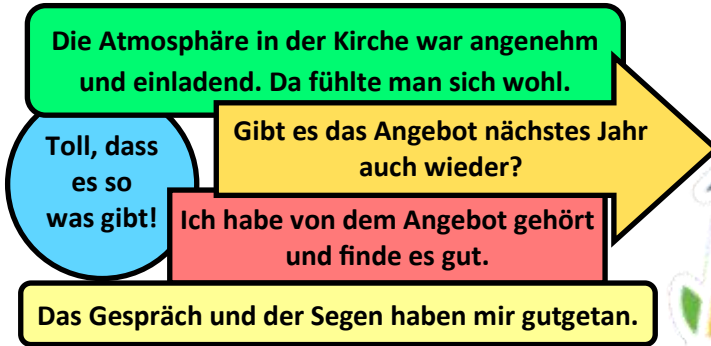 Die Atmosphäre in der Kirche war angenehm
und einladend. Da fühlte man sich wohl.
Toll, dass
es so
was gibt!
Gibt es das Angebot nächstes Jahr
auch wieder?
Ich habe von dem Angebot gehört
und finde es gut.
Das Gespräch und der Segen haben mir gutgetan.